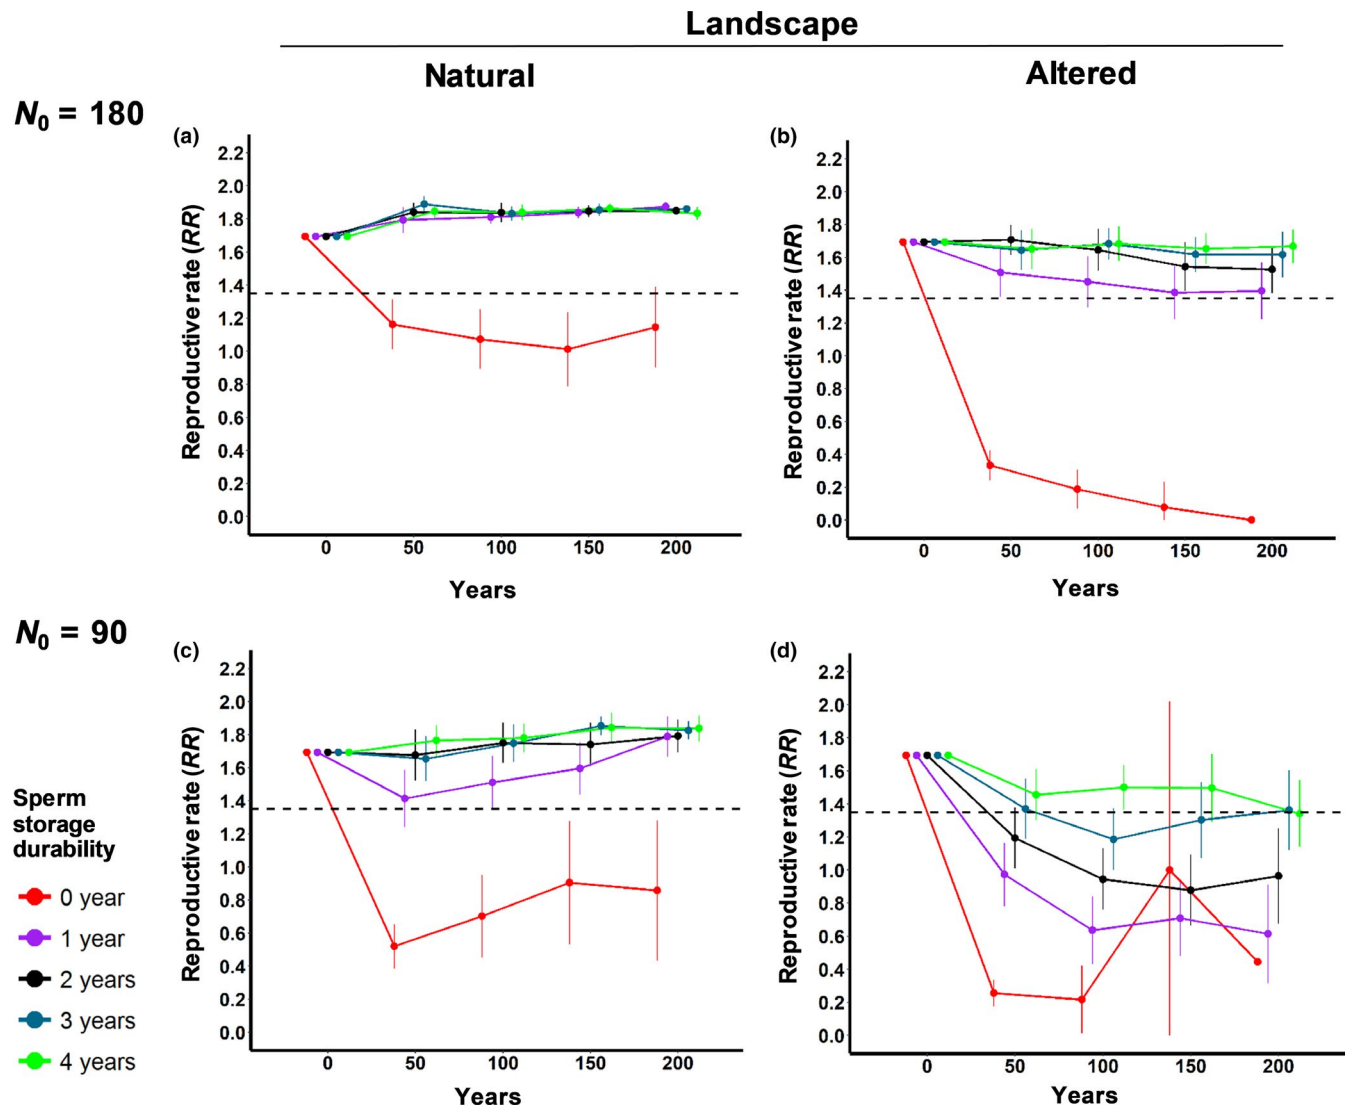 Landscape
Natural
Altered
N0 = 180
(a)
Reproductive rate (RR)
2.2
2.0
1.8
1.6
1.4
1.2
1.0
0.8
0.6
0.4
0.2
0.0
0 50 100 150 200
Years
(b)
Reproductive rate (RR)
2.2
2.0
1.8
1.6
1.4
1.2
1.0
0.8
0.6
0.4
0.2
0.0
0 50 100 150 200
Years
N0 = 90
(c)
Reproductive rate (RR)
2.2
2.0
1.8
1.6
1.4
1.2
1.0
0.8
0.6
0.4
0.2
0.0
0 50 100 150 200
Years
(d)
Reproductive rate (RR)
2.2
2.0
1.8
1.6
1.4
1.2
1.0
0.8
0.6
0.4
0.2
0.0
0 50 100 150 200
Years
Sperm
storage
durability
0 year
1 year
2 years
3 years
4 years